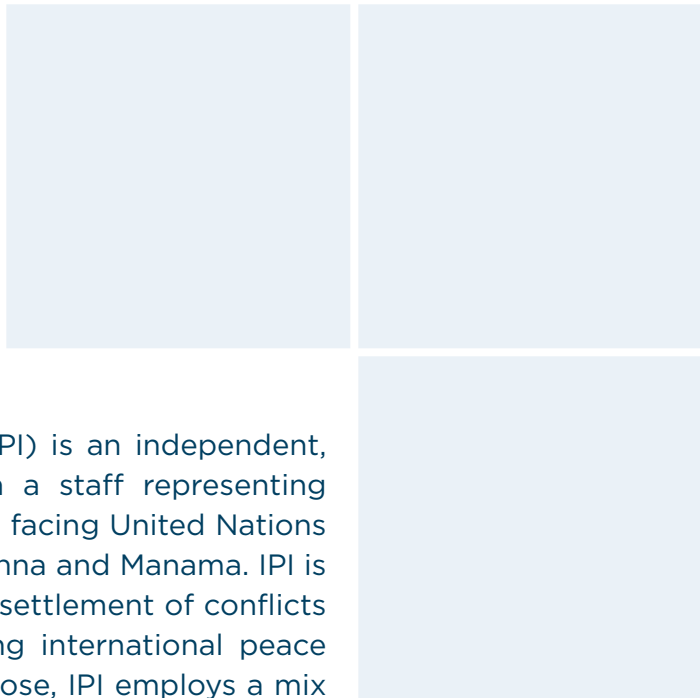 PI) is an independent,
a staff representing
facing United Nations
nna and Manama. IPI is
settlement of conflicts
ng international peace
ose, IPI employs a mix